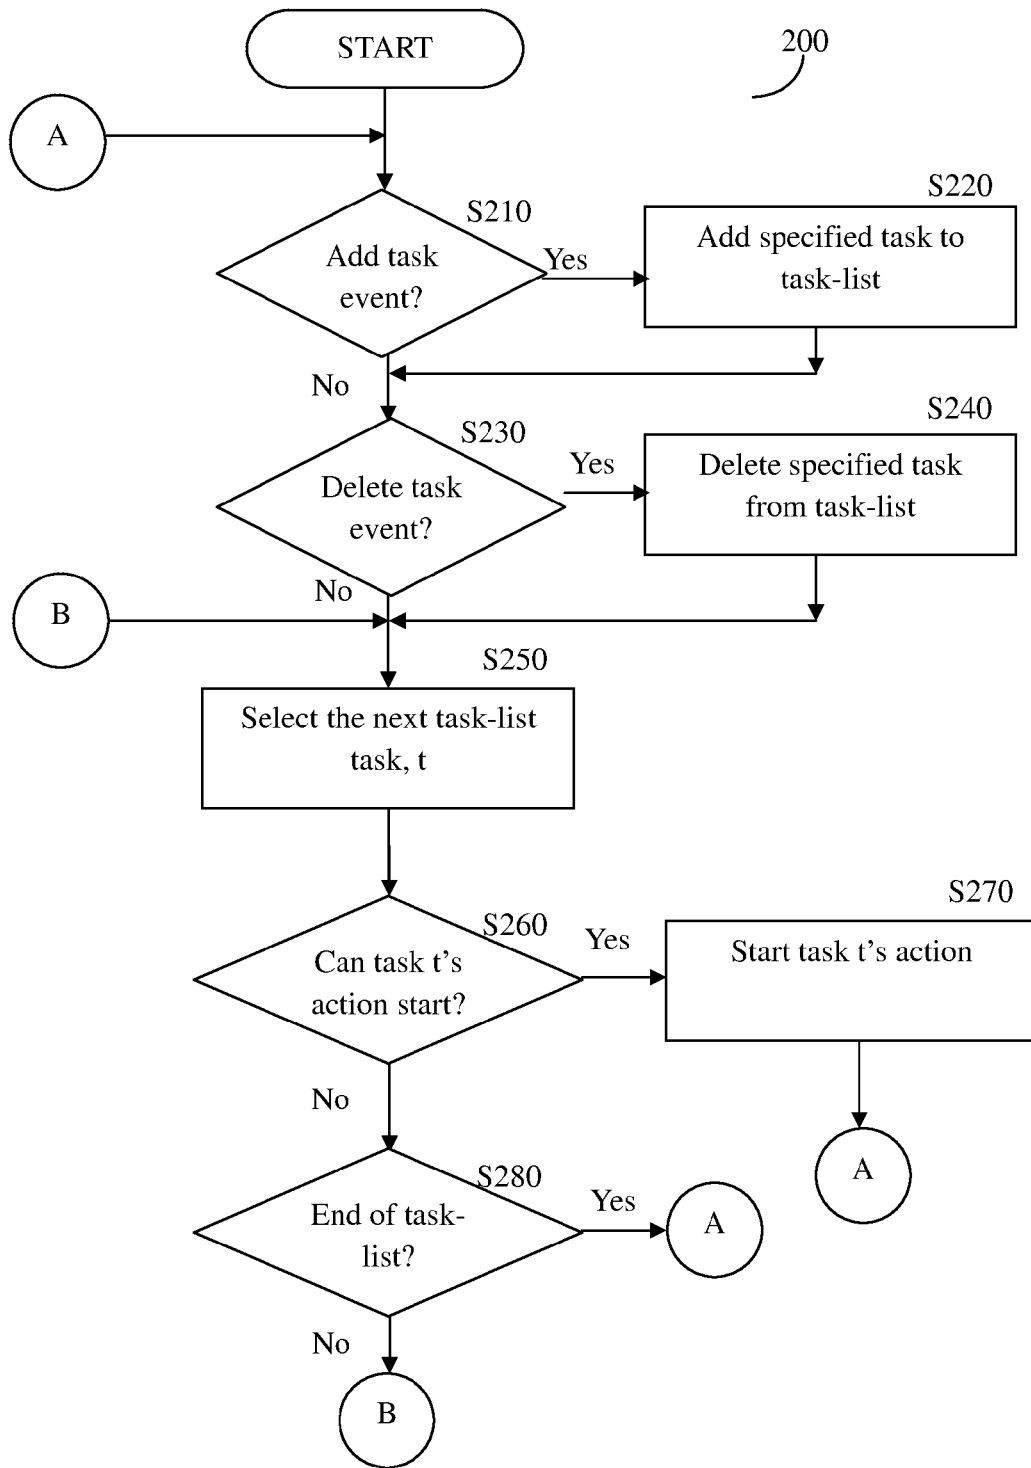 START
200
A
S210
S220
Add task
event?
Yes
Add specified task to
task-list
No
S230
S240
Delete task
event?
Yes
Delete specified task
from task-list
No
B
S250
Select the next task-list
task, t
S260
S270
Can task t’s
action start?
Yes
Start task t’s action
No
A
S280
End of task-
list?
Yes
A
No
B